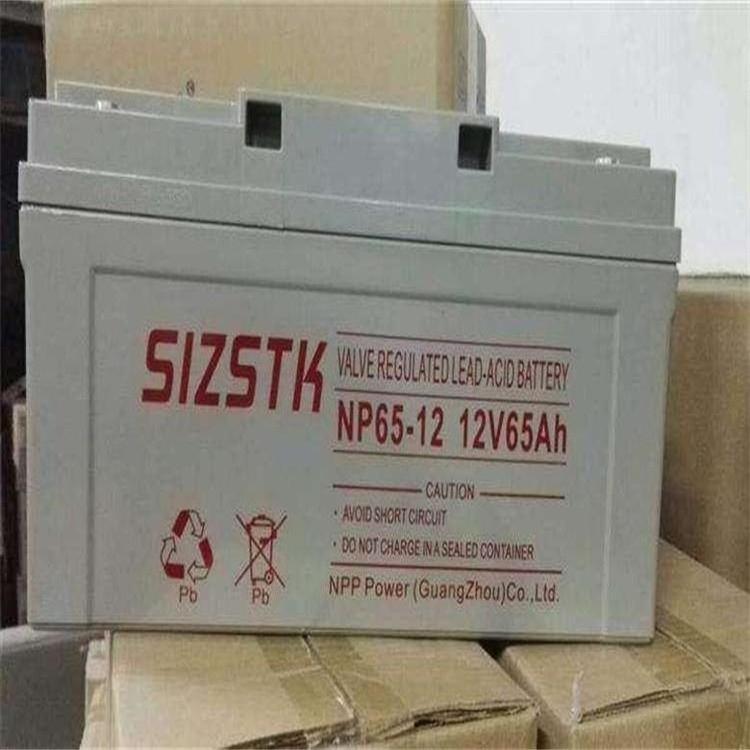 SIZSTK
VALVE REGULATED LEAD-ACID BATTERY
NP65-12 12V65Ah
CAUTION
· AVOID SHORT CIRCUIT
· DO NOT CHARGE IN A SEALED CONTAINER
NPP Power (GuangZhou)Co.,Ltd.
Pb
Pb